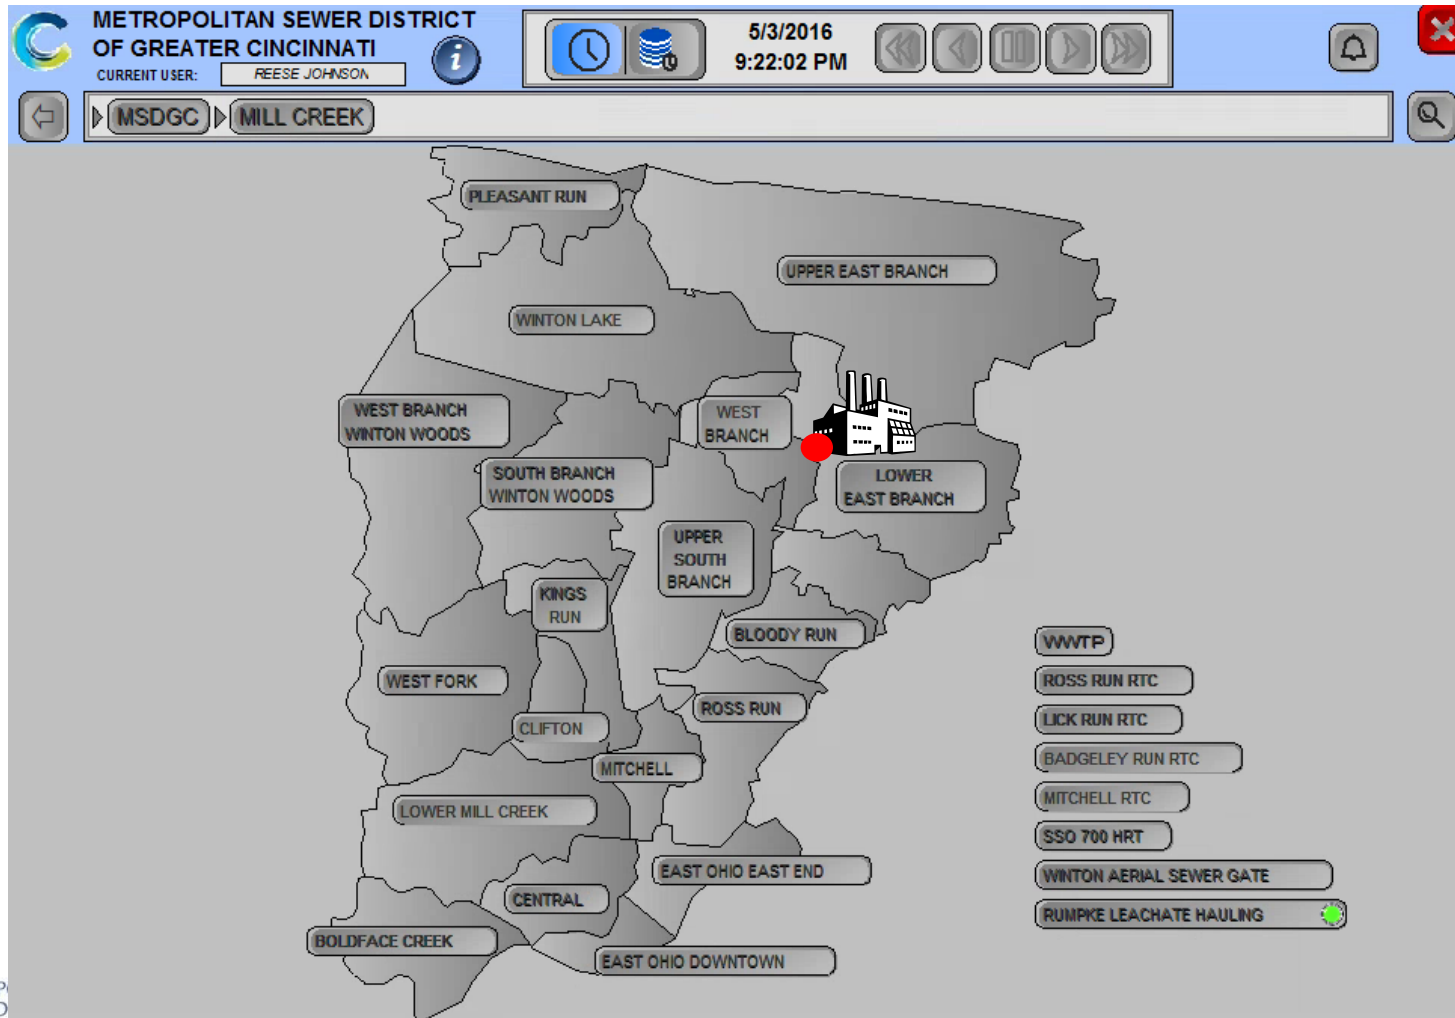 METROPOLITAN SEWER DISTRICT
OF GREATER CINCINNATI
CURRENT USER: REESE JOHNSON
i
5/3/2016
9:22:02 PM
MSDGC MILL CREEK
PLEASANT RUN
UPPER EAST BRANCH
WINTON LAKE
WEST BRANCH
WINTON WOODS
WEST
BRANCH
SOUTH BRANCH
WINTON WOODS
LOWER
EAST BRANCH
UPPER
SOUTH
BRANCH
KINGS
RUN
BLOODY RUN
WEST FORK
ROSS RUN
CLIFTON
MITCHELL
LOWER MILL CREEK
EAST OHIO EAST END
CENTRAL
BOLDFACE CREEK
EAST OHIO DOWNTOWN
WWTP
ROSS RUN RTC
LICK RUN RTC
BADGELEY RUN RTC
MITCHELL RTC
SSO 700 HRT
WINTON AERIAL SEWER GATE
RUMPKE LEACHATE HAULING